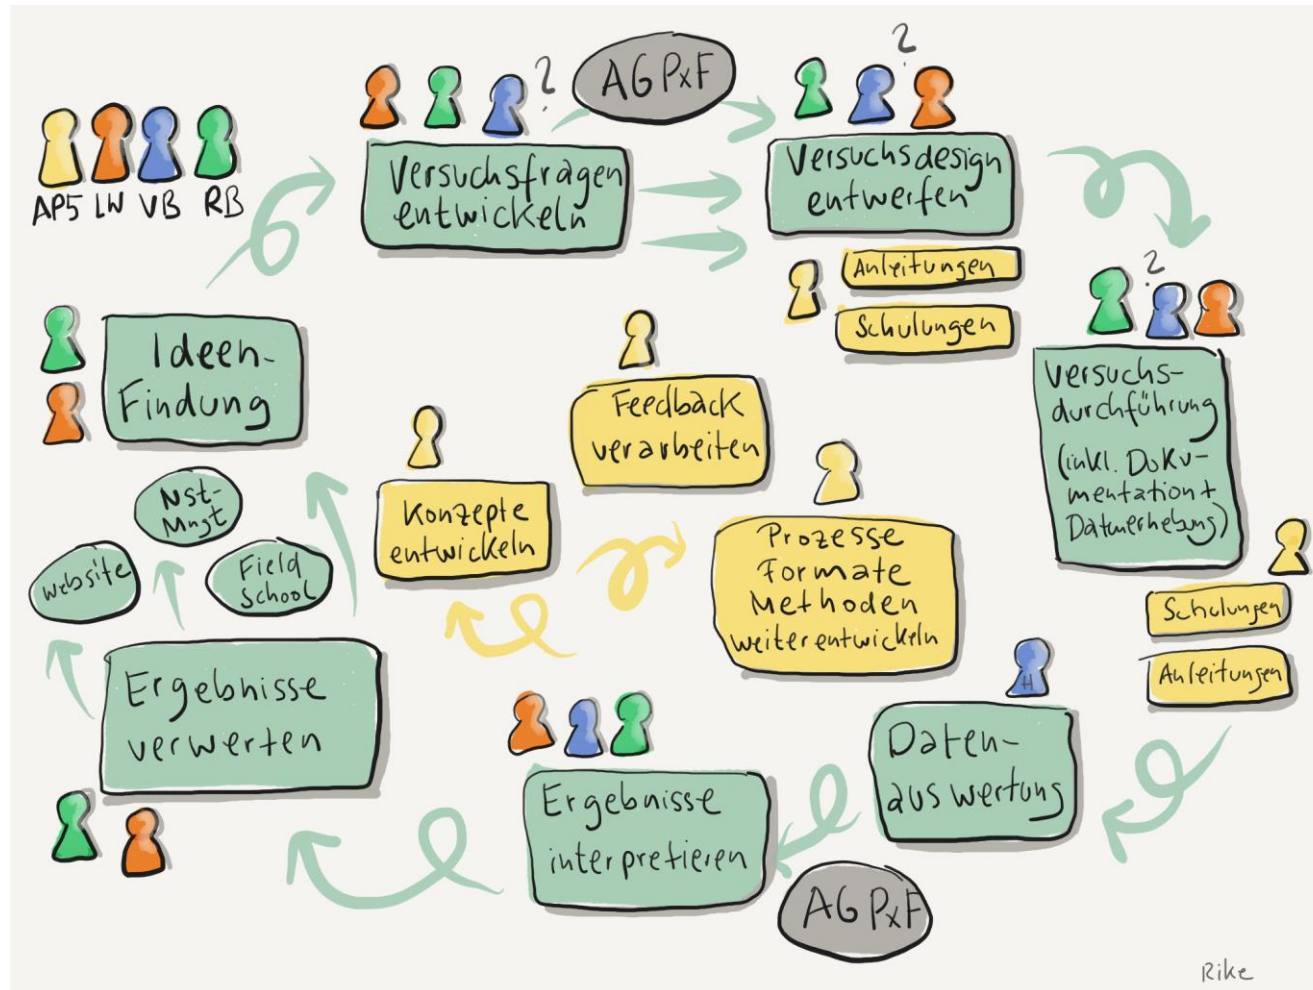 AP5 LW VB RB
?
AG PxF
?
Versuchsfragen
entwickeln
Versuchsdesign
entwerfen
Anleitungen
Schulungen
?
Versuchs-
durchführung
(inkl. Doku-
mentation +
Datenerhebung)
Schulungen
Anleitungen
Ideen-
Findung
Feedback
verarbeiten
Konzepte
entwickeln
Prozesse
Formate
Methoden
weiterentwickeln
Nst-
Mngt
website
Field
School
Ergebnisse
verwerten
H
Daten-
auswertung
Ergebnisse
interpretieren
AG PxF
Rike